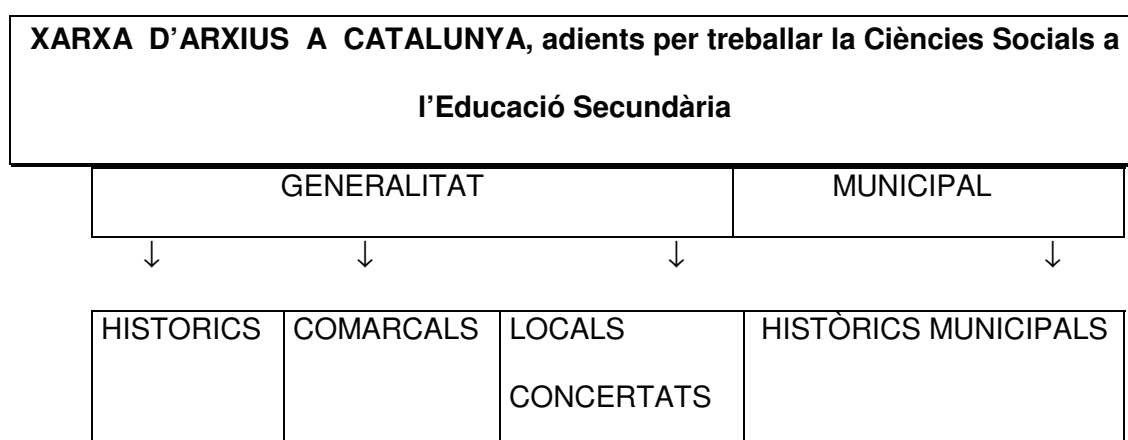 XARXA D'ARXIUS A CATALUNYA, adients per treballar la Ciències Socials a
l'Educació Secundària
GENERALITAT MUNICIPAL
↓ ↓ ↓ ↓
HISTORICS COMARCALS LOCALS HISTÒRICS MUNICIPALS
CONCERTATS